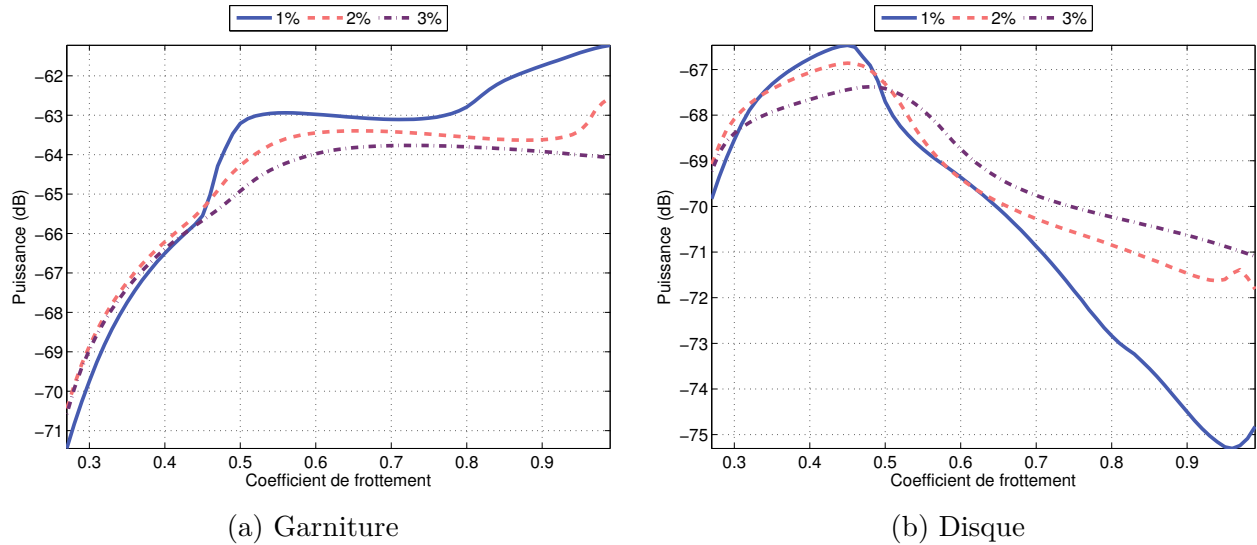 1% 2% 3%
−62
−63
−64
−65
−66
−67
−68
−69
−70
−71
Puissance (dB)
0.3 0.4 0.5 0.6 0.7 0.8 0.9
Coefficient de frottement
(a) Garniture
1% 2% 3%
−67
−68
−69
−70
−71
−72
−73
−74
−75
Puissance (dB)
0.3 0.4 0.5 0.6 0.7 0.8 0.9
Coefficient de frottement
(b) Disque